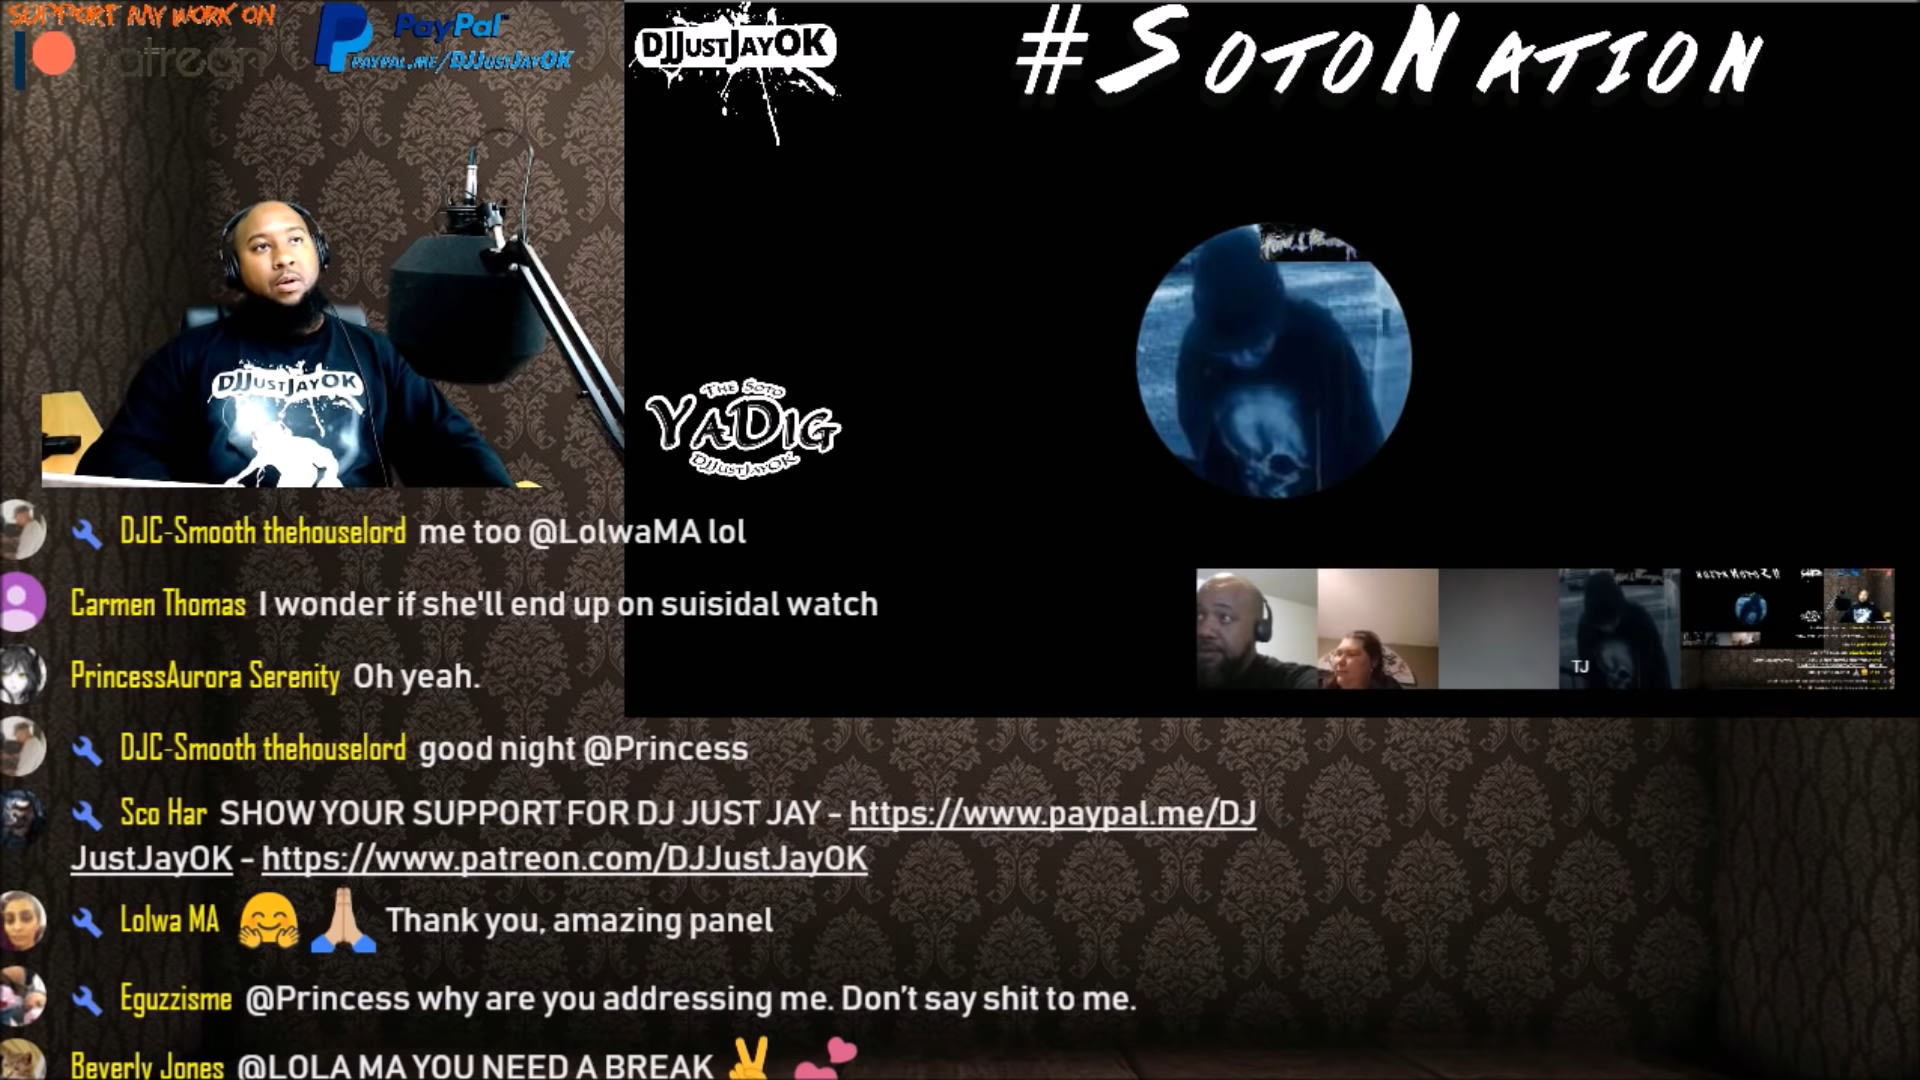 SUPPORT MY WORK ON
patreon
PayPal
PAYPAL.ME/DJJUSTJAYOK
DJJUSTJAYOK
#SOTONATION
DJJUSTJAYOK
THE SOTO
YADIG
DJJUSTJAYOK
TJ
DJC-Smooth thehouselord me too @LolwaMA lol
Carmen Thomas I wonder if she'll end up on suisidal watch
PrincessAurora Serenity Oh yeah.
DJC-Smooth thehouselord good night @Princess
Sco Har SHOW YOUR SUPPORT FOR DJ JUST JAY - https://www.paypal.me/DJ
JustJayOK - https://www.patreon.com/DJJustJayOK
Lolwa MA 🤗 🙏🏼 Thank you, amazing panel
Eguzzisme @Princess why are you addressing me. Don't say shit to me.
Beverly Jones @LOLA MA YOU NEED A BREAK ✌ 💕